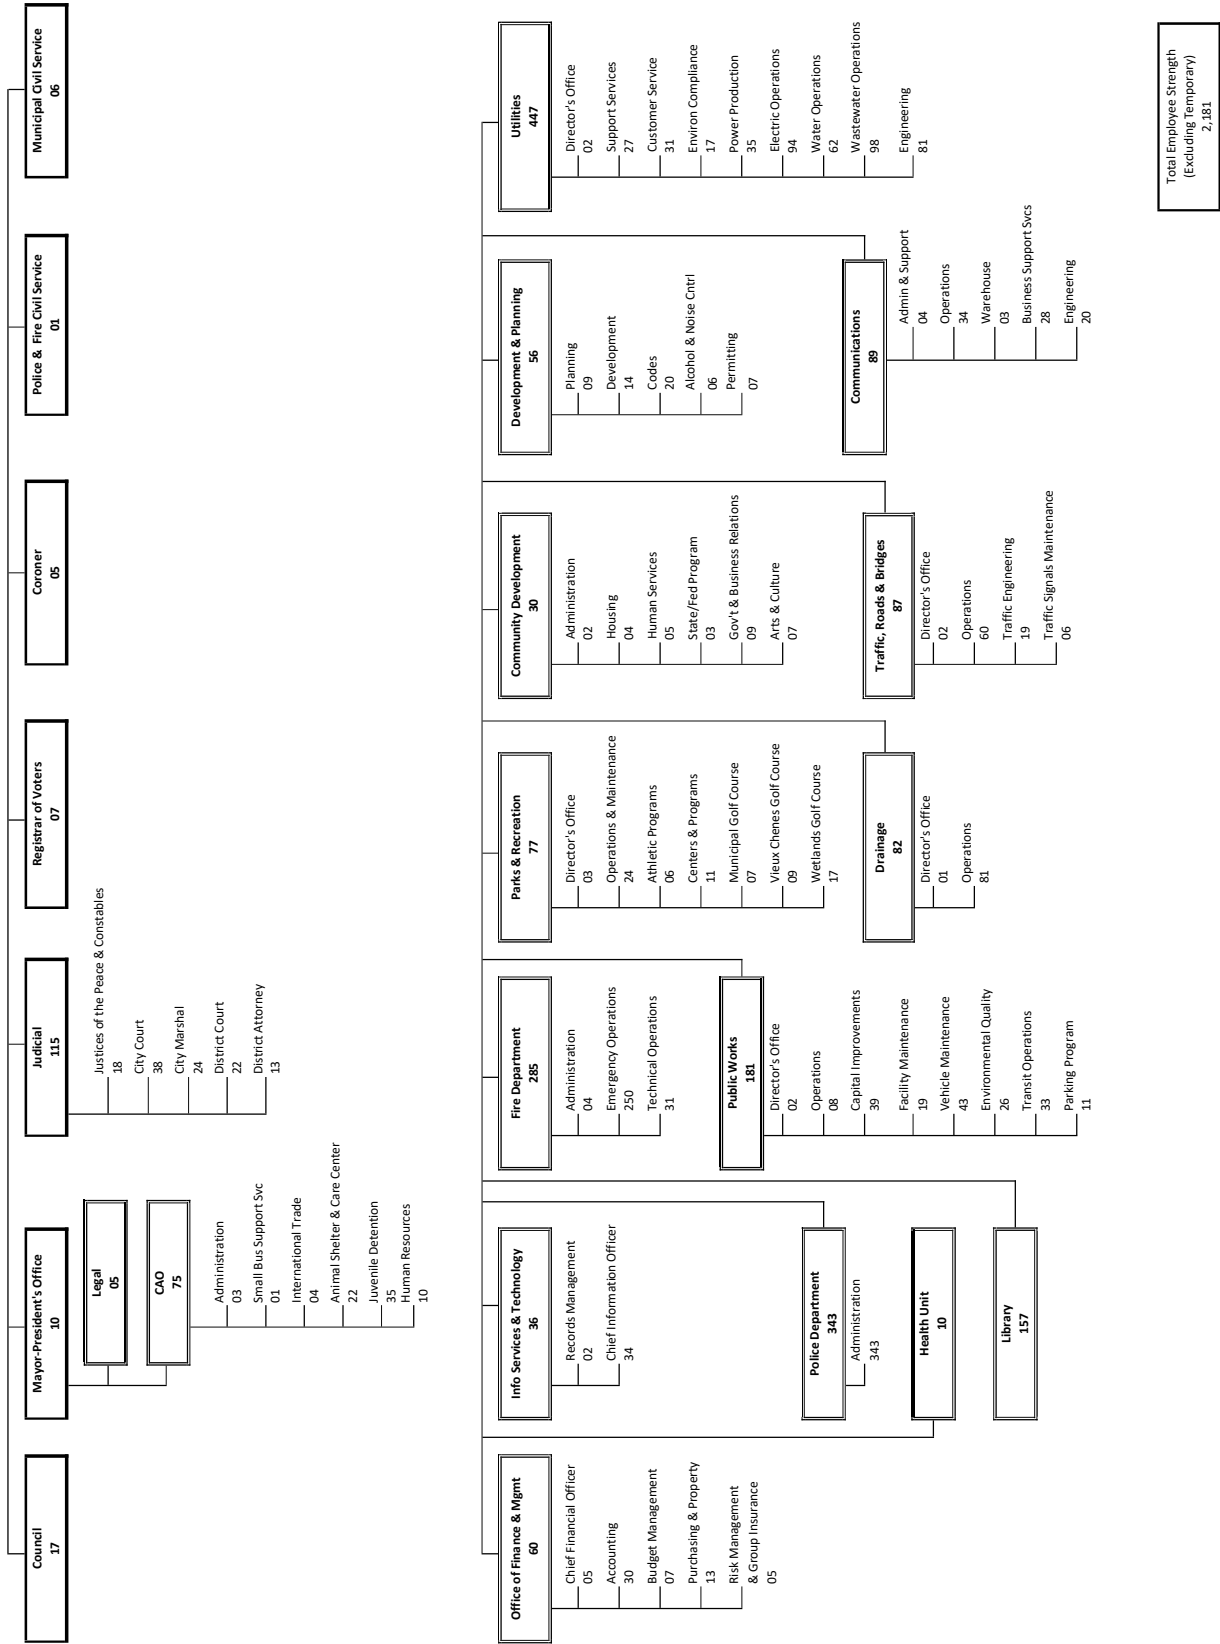 Council
17
Mayor-President's Office
10
Legal
05
CAO
75
Administration
03
Small Bus Support Svc
01
International Trade
04
Animal Shelter & Care Center
22
Juvenile Detention
35
Human Resources
10
Judicial
115
Justices of the Peace & Constables
18
City Court
38
City Marshal
24
District Court
22
District Attorney
13
Registrar of Voters
07
Coroner
05
Police & Fire Civil Service
01
Municipal Civil Service
06
Office of Finance & Mgmt
60
Chief Financial Officer
05
Accounting
30
Budget Management
07
Purchasing & Property
13
Risk Management
& Group Insurance
05
Info Services & Technology
36
Records Management
02
Chief Information Officer
34
Police Department
343
Administration
343
Health Unit
10
Library
157
Fire Department
285
Administration
04
Emergency Operations
250
Technical Operations
31
Public Works
181
Director's Office
02
Operations
08
Capital Improvements
39
Facility Maintenance
19
Vehicle Maintenance
43
Environmental Quality
26
Transit Operations
33
Parking Program
11
Parks & Recreation
77
Director's Office
03
Operations & Maintenance
24
Athletic Programs
06
Centers & Programs
11
Municipal Golf Course
07
Vieux Chenes Golf Course
09
Wetlands Golf Course
17
Drainage
82
Director's Office
01
Operations
81
Community Development
30
Administration
02
Housing
04
Human Services
05
State/Fed Program
03
Gov't & Business Relations
09
Arts & Culture
07
Traffic, Roads & Bridges
87
Director's Office
02
Operations
60
Traffic Engineering
19
Traffic Signals Maintenance
06
Development & Planning
56
Planning
09
Development
14
Codes
20
Alcohol & Noise Cntrl
06
Permitting
07
Communications
89
Admin & Support
04
Operations
34
Warehouse
03
Business Support Svcs
28
Engineering
20
Utilities
447
Director's Office
02
Support Services
27
Customer Service
31
Environ Compliance
17
Power Production
35
Electric Operations
94
Water Operations
62
Wastewater Operations
98
Engineering
81
Total Employee Strength
(Excluding Temporary)
2,181